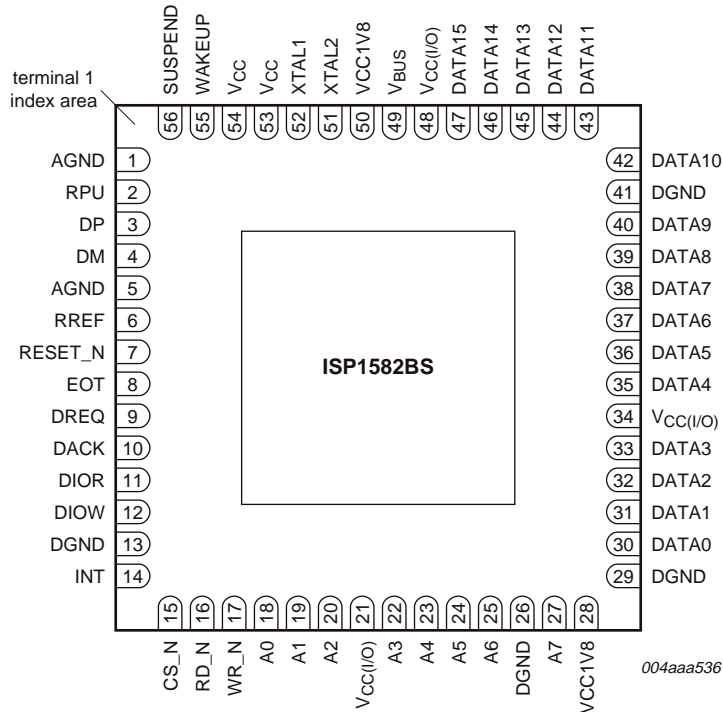 SUSPEND
WAKEUP
VCC
VCC
XTAL1
XTAL2
VCC1V8
VBUS
VCC(I/O)
DATA15
DATA14
DATA13
DATA12
DATA11
terminal 1
index area
56 55 54 53 52 51 50 49 48 47 46 45 44 43
AGND 1
RPU 2
DP 3
DM 4
AGND 5
RREF 6
RESET_N 7
EOT 8
DREQ 9
DACK 10
DIOR 11
DIOW 12
DGND 13
INT 14
ISP1582BS
42 DATA10
41 DGND
40 DATA9
39 DATA8
38 DATA7
37 DATA6
36 DATA5
35 DATA4
34 VCC(I/O)
33 DATA3
32 DATA2
31 DATA1
30 DATA0
29 DGND
15 16 17 18 19 20 21 22 23 24 25 26 27 28
CS_N
RD_N
WR_N
A0
A1
A2
VCC(I/O)
A3
A4
A5
A6
DGND
A7
VCC1V8
004aaa536